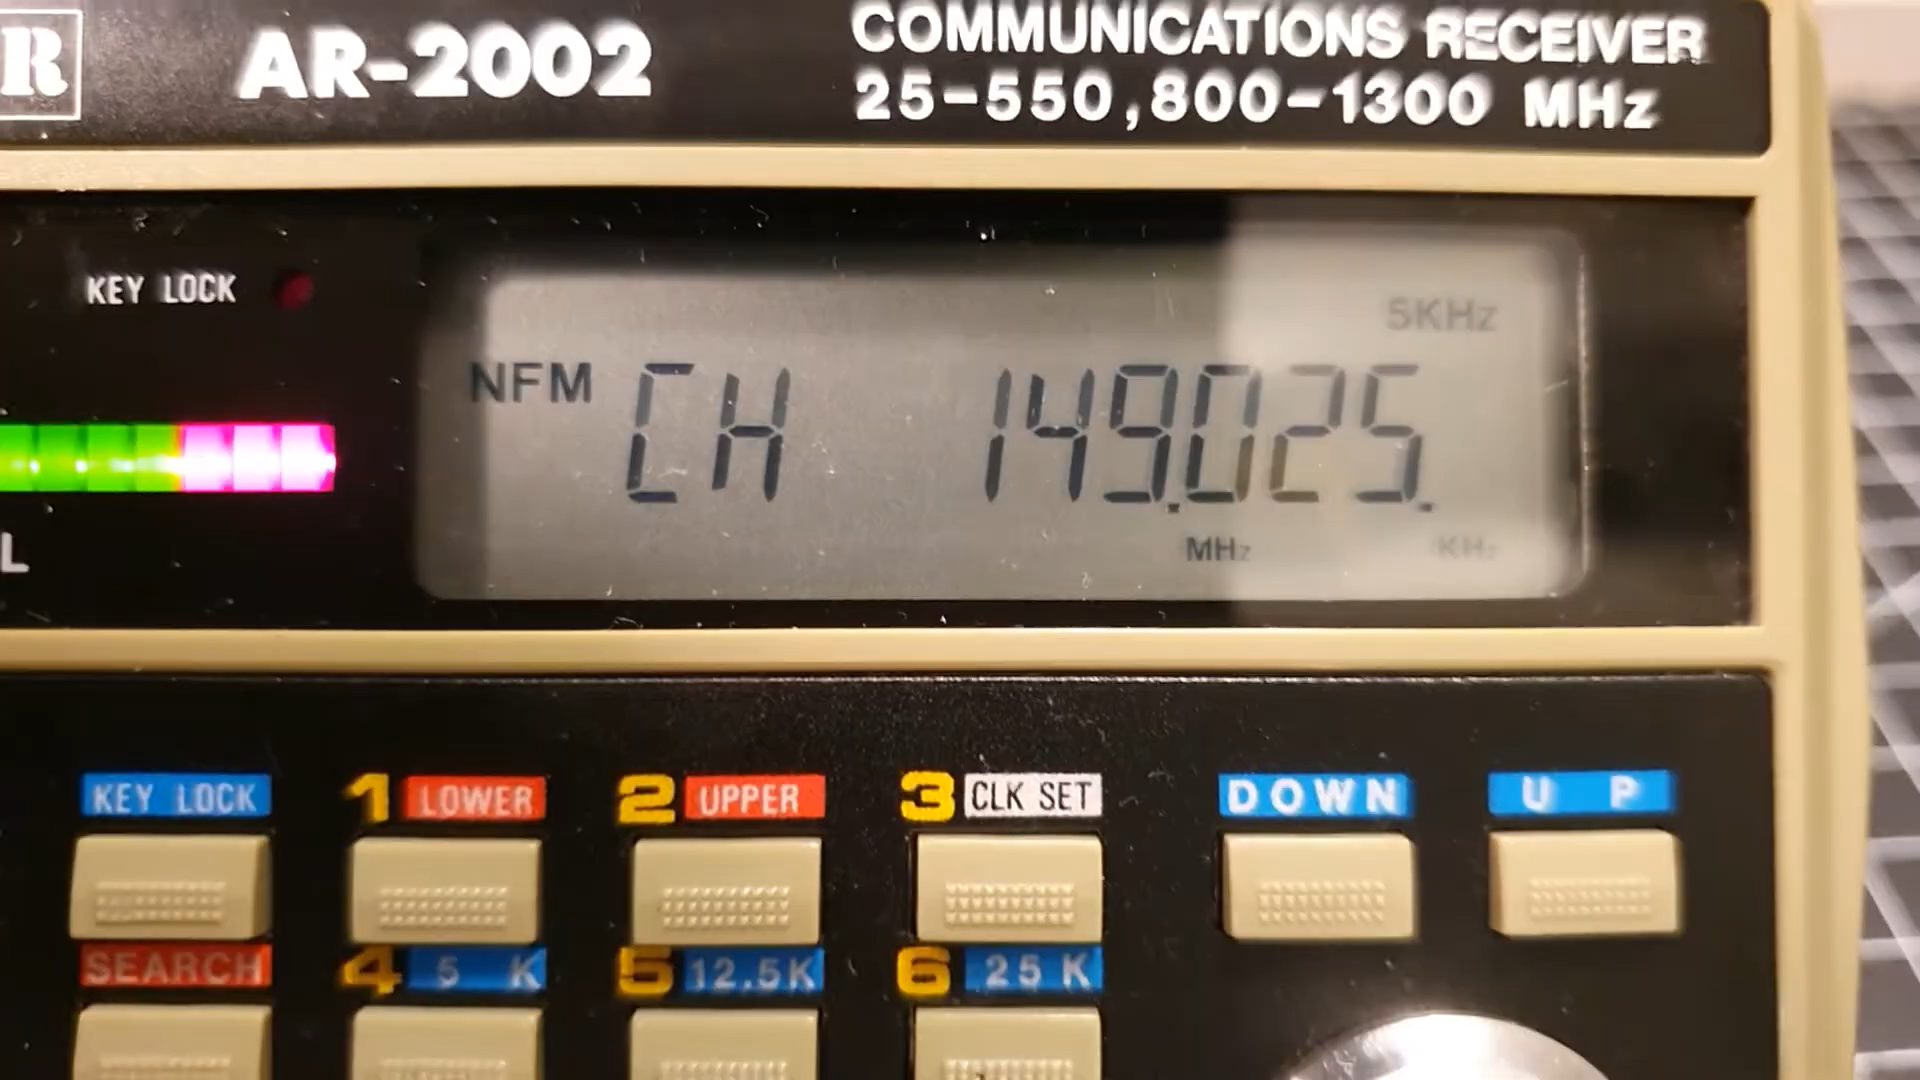 R AR-2002 COMMUNICATIONS RECEIVER
25-550,800-1300 MHz
KEY LOCK
5KHz
NFM CH 149.025.
MHz KHz
L
KEY LOCK 1 LOWER 2 UPPER 3 CLK SET DOWN UP
SEARCH 4 5 K 5 12.5K 6 25 K